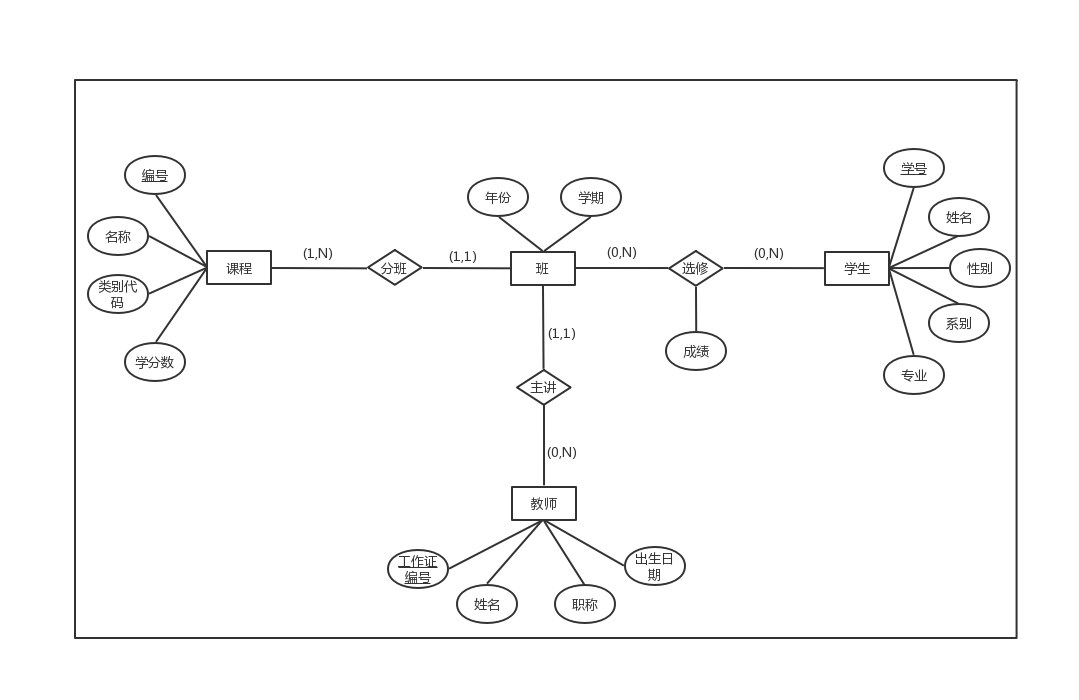 编号
名称
类别代
码
学分数
课程
(1,N)
分班
(1,1)
年份
学期
班
(0,N)
选修
(0,N)
成绩
学生
学号
姓名
性别
系别
专业
(1,1)
主讲
(0,N)
教师
工作证
编号
姓名
职称
出生日
期